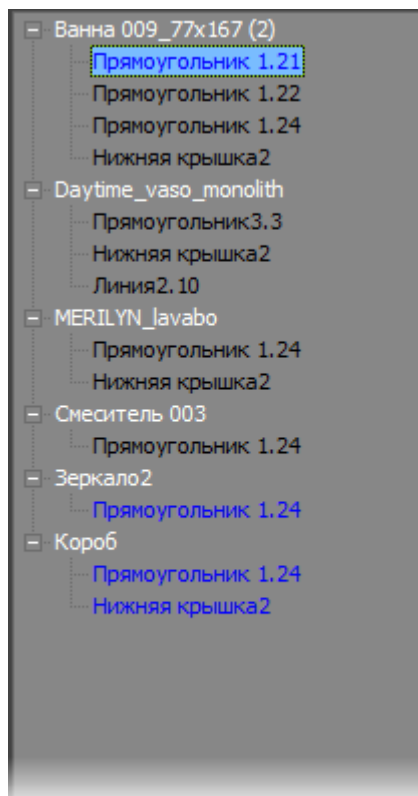 Ванна 009_77x167 (2)
Прямоугольник 1.21
Прямоугольник 1.22
Прямоугольник 1.24
Нижняя крышка2
Daytime_vaso_monolith
Прямоугольник3.3
Нижняя крышка2
Линия2.10
MERILYN_lavabo
Прямоугольник 1.24
Нижняя крышка2
Смеситель 003
Прямоугольник 1.24
Зеркало2
Прямоугольник 1.24
Короб
Прямоугольник 1.24
Нижняя крышка2